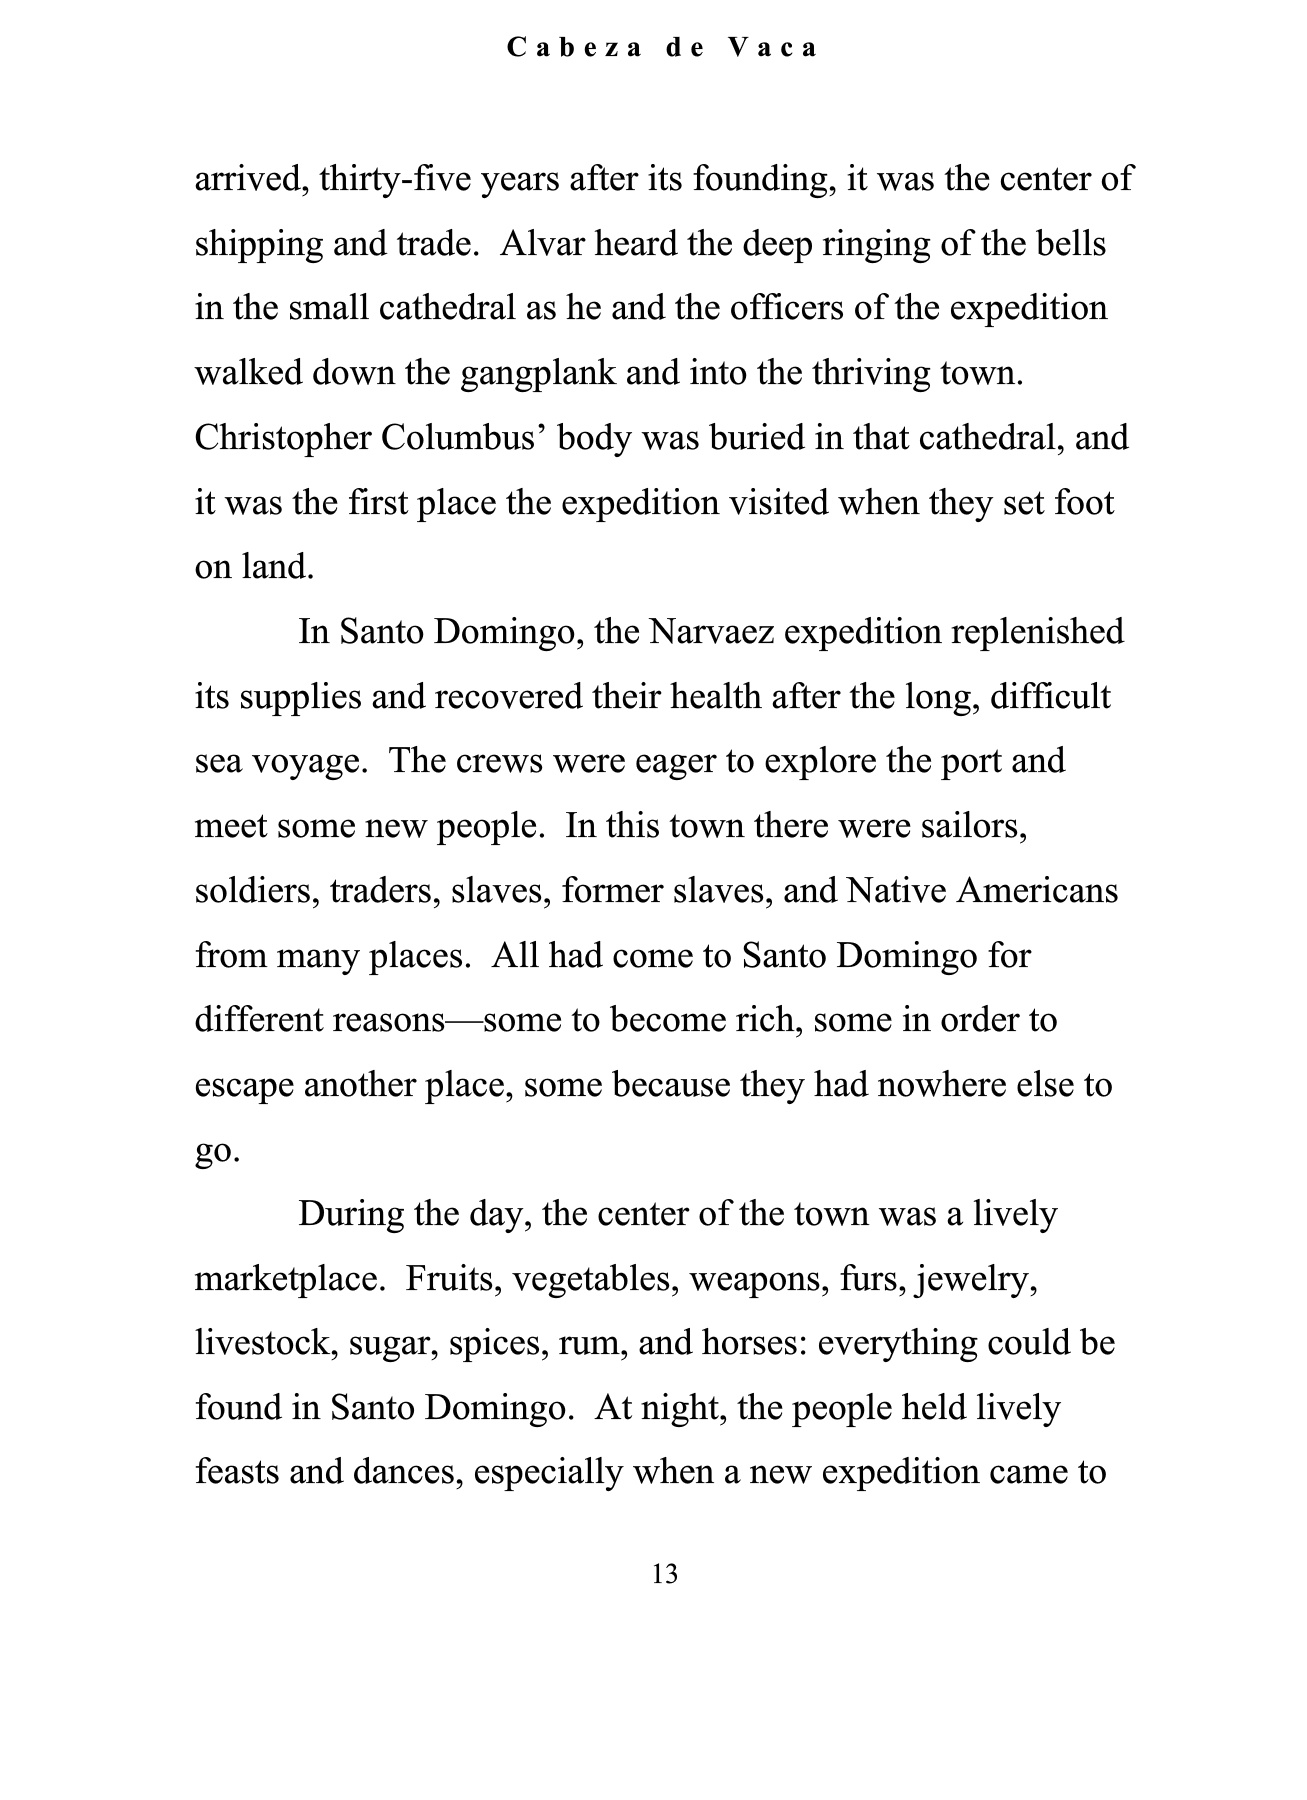 Cabeza de Vaca
arrived, thirty-five years after its founding, it was the center of
shipping and trade.  Alvar heard the deep ringing of the bells
in the small cathedral as he and the officers of the expedition
walked down the gangplank and into the thriving town.
Christopher Columbus’ body was buried in that cathedral, and
it was the first place the expedition visited when they set foot
on land.
In Santo Domingo, the Narvaez expedition replenished
its supplies and recovered their health after the long, difficult
sea voyage.  The crews were eager to explore the port and
meet some new people.  In this town there were sailors,
soldiers, traders, slaves, former slaves, and Native Americans
from many places.  All had come to Santo Domingo for
different reasons—some to become rich, some in order to
escape another place, some because they had nowhere else to
go.
During the day, the center of the town was a lively
marketplace.  Fruits, vegetables, weapons, furs, jewelry,
livestock, sugar, spices, rum, and horses: everything could be
found in Santo Domingo.  At night, the people held lively
feasts and dances, especially when a new expedition came to
13